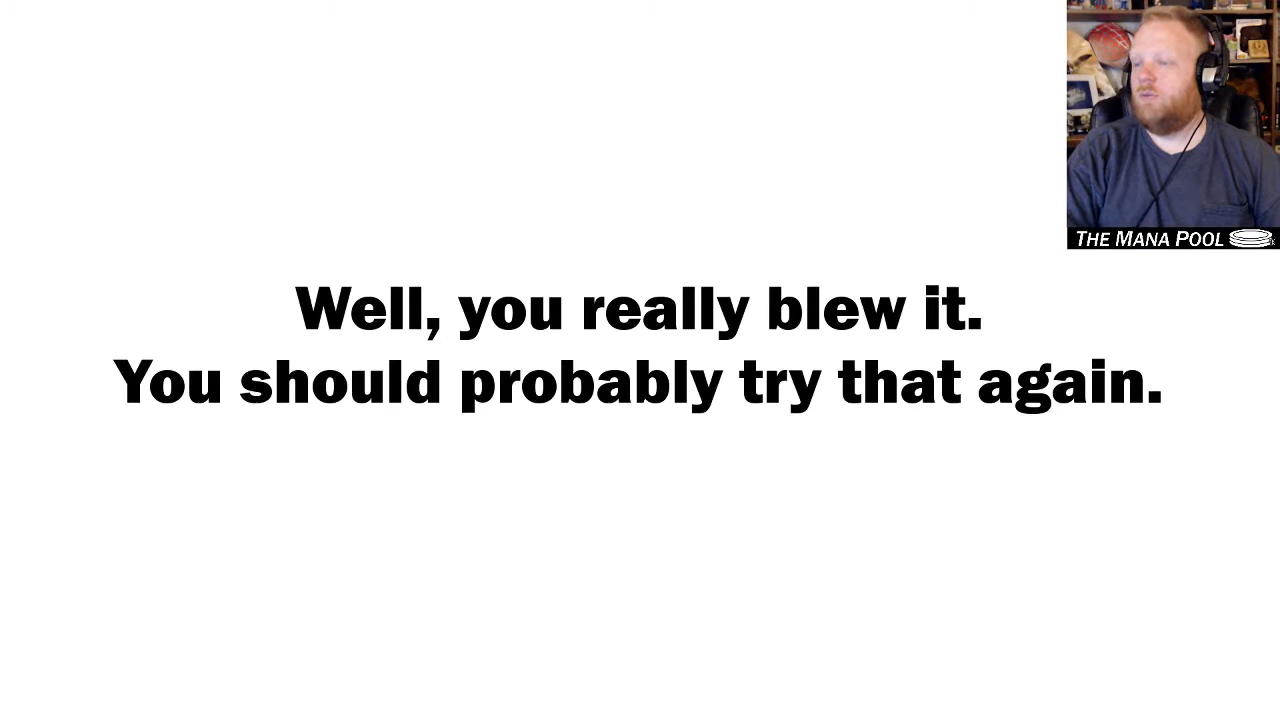 THE MANA POOL
Well, you really blew it.
You should probably try that again.